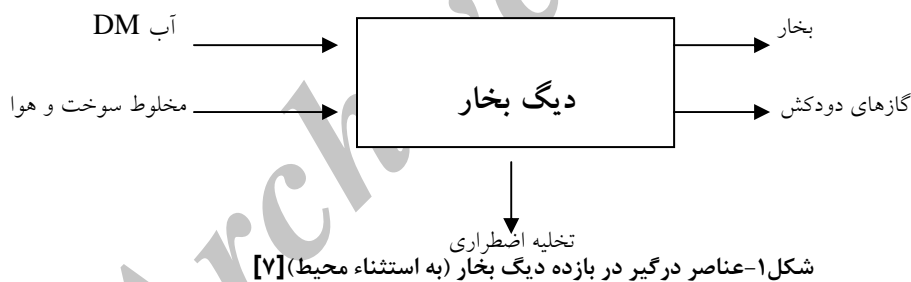 آب DM
بخار
دیگ بخار
مخلوط سوخت و هوا
گازهای دودکش
تخلیه اضطراری
شکل۱-عناصر درگیر در بازده دیگ بخار (به استثناء محیط)[۷]